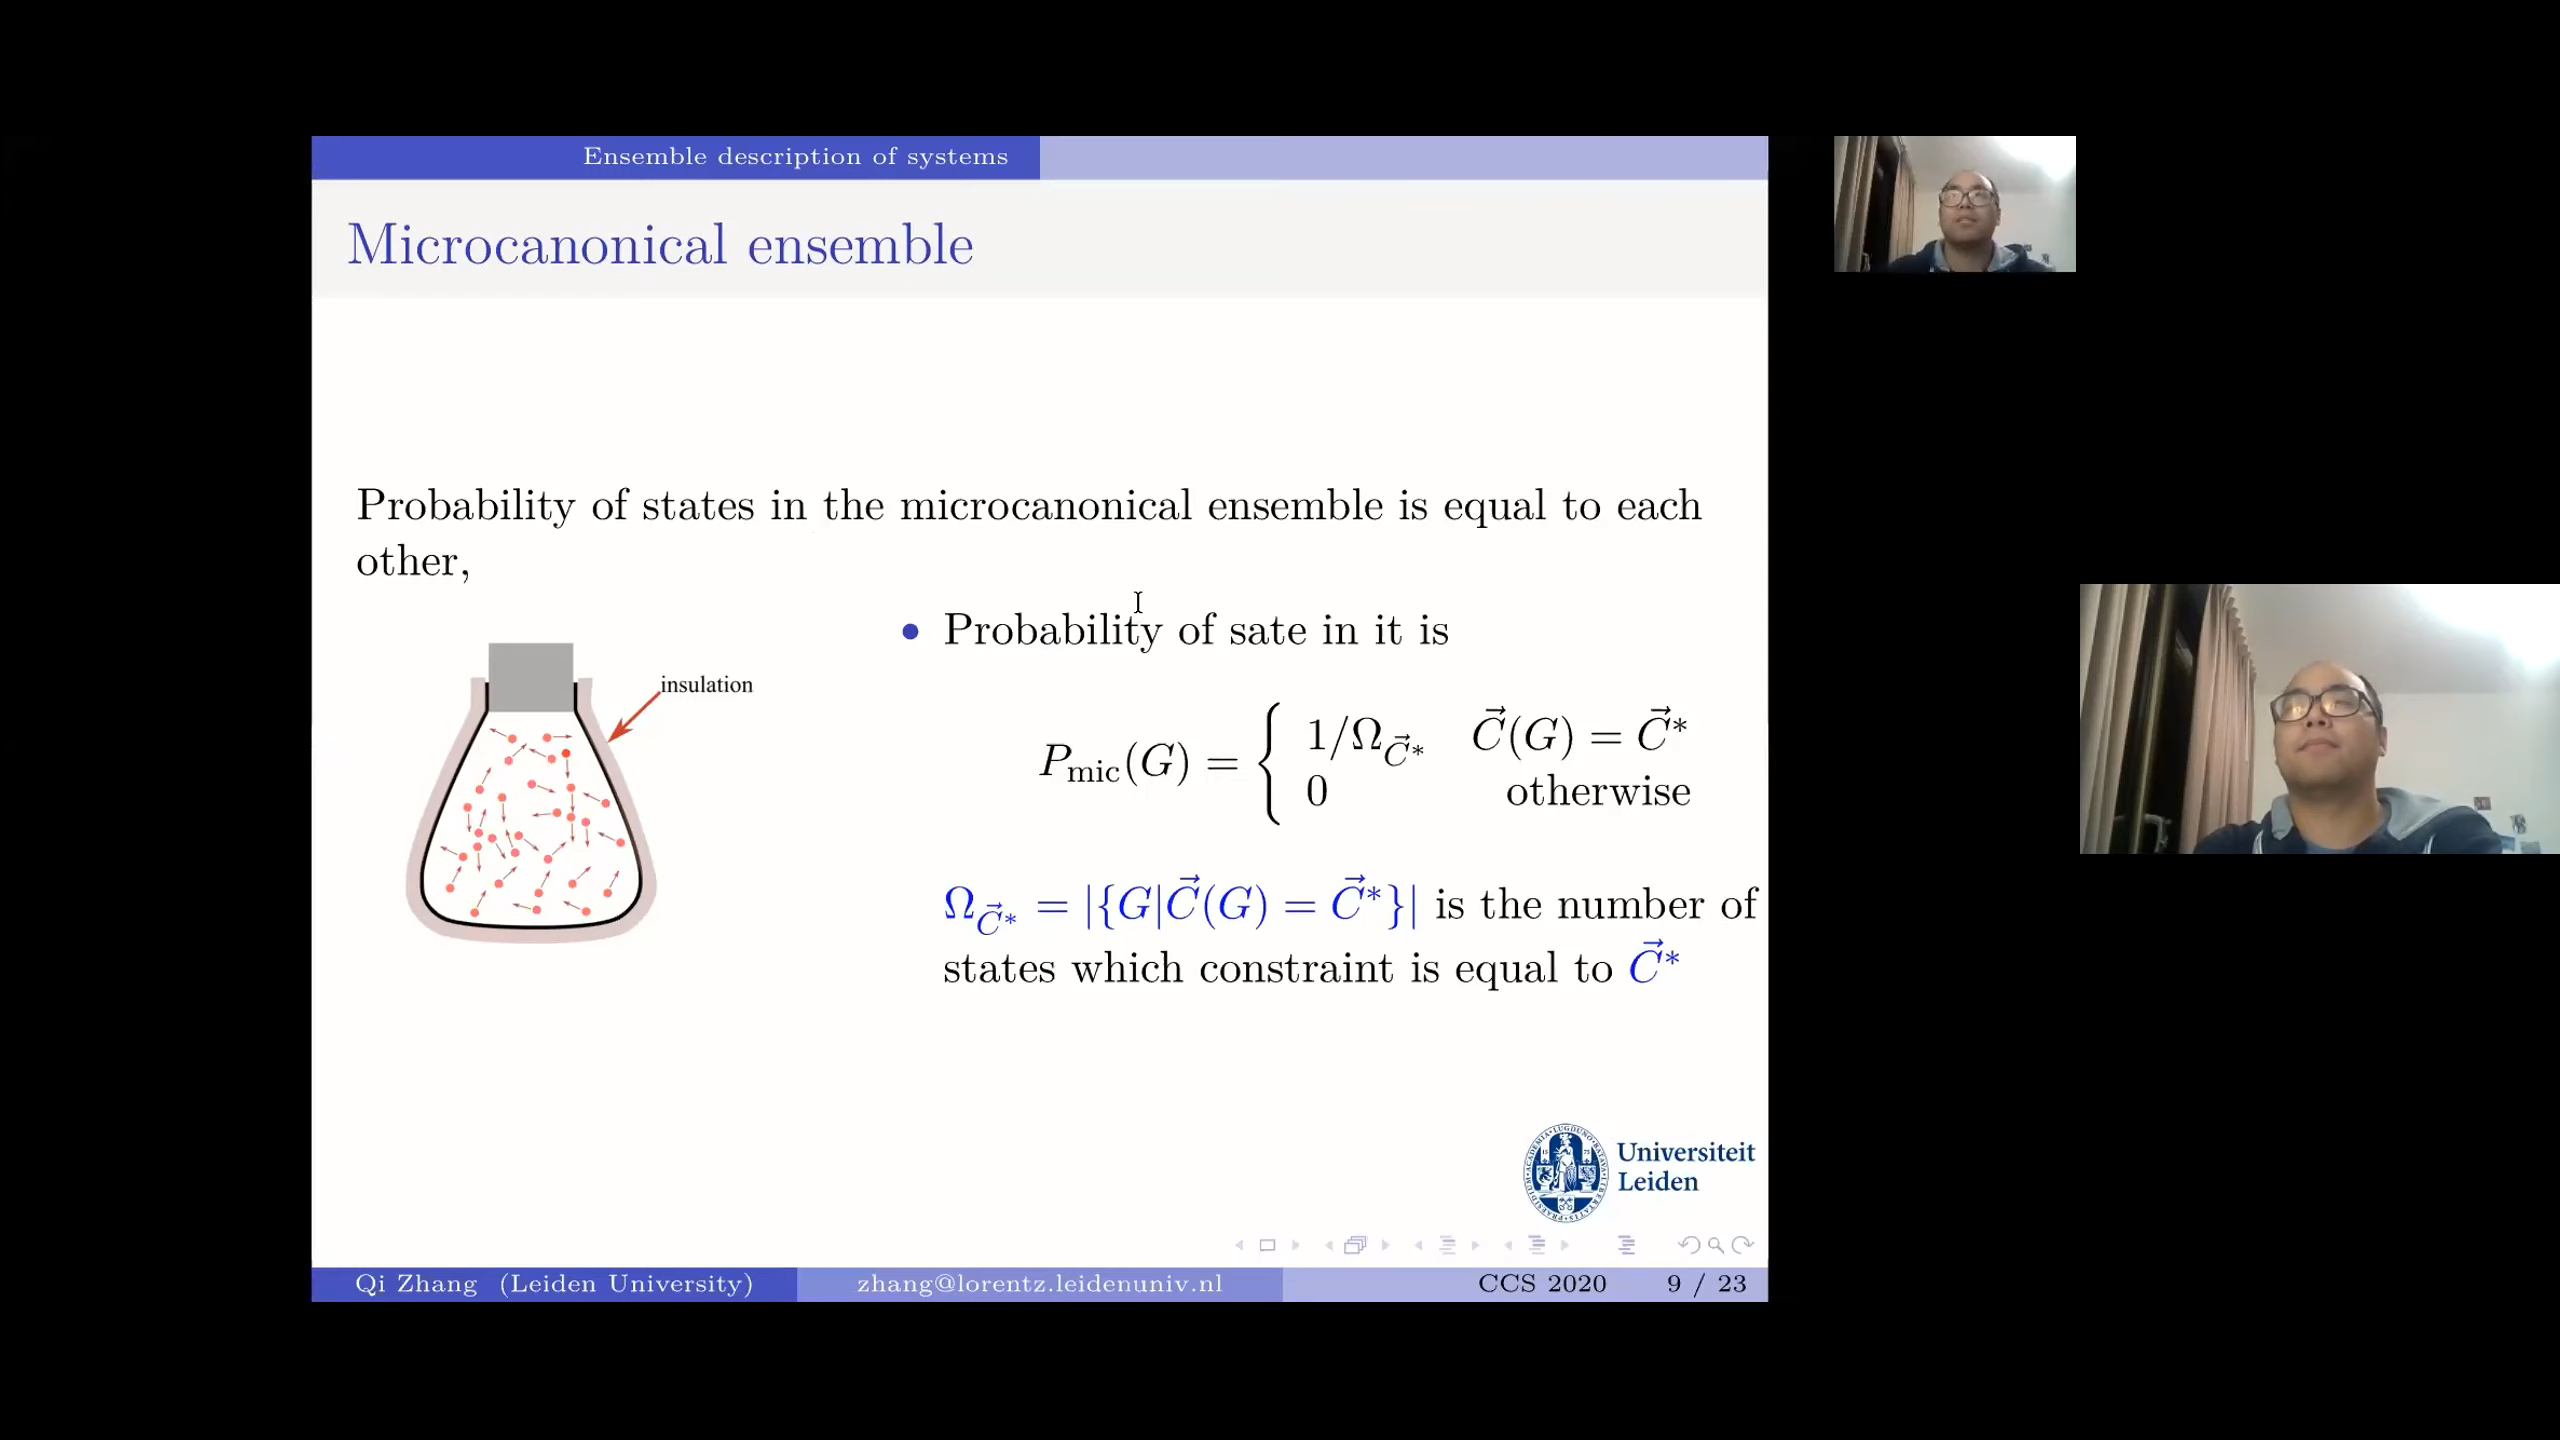 Ensemble description of systems
Microcanonical ensemble
Probability of states in the microcanonical ensemble is equal to each
other,
insulation
• Probability of sate in it is
P_mic(G) = { 1/Ω_{C⃗*}   C⃗(G) = C⃗*
0   otherwise
Ω_{C⃗*} = |{G|C⃗(G) = C⃗*}| is the number of
states which constraint is equal to C⃗*
Universiteit
Leiden
Qi Zhang (Leiden University)   zhang@lorentz.leidenuniv.nl   CCS 2020   9 / 23